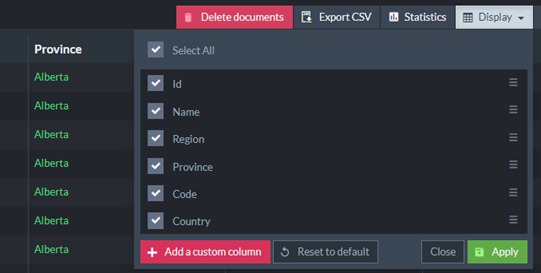 Delete documents Export CSV Statistics Display
Province
Select All
Alberta
Id
Alberta
Name
Alberta
Region
Alberta
Province
Alberta
Code
Alberta
Country
Alberta
Add a custom column Reset to default Close Apply